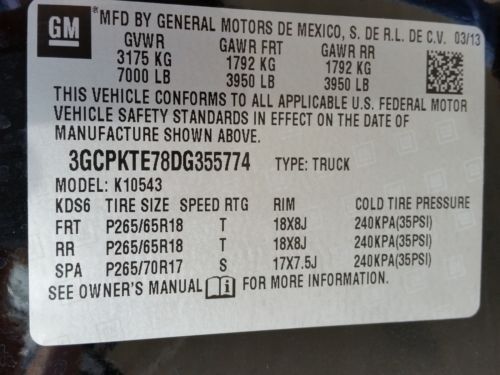 GM MFD BY GENERAL MOTORS DE MEXICO, S. DE R.L. DE C.V. 03/13
GVWR GAWR FRT GAWR RR
3175 KG 1792 KG 1792 KG
7000 LB 3950 LB 3950 LB
THIS VEHICLE CONFORMS TO ALL APPLICABLE U.S. FEDERAL MOTOR
VEHICLE SAFETY STANDARDS IN EFFECT ON THE DATE OF
MANUFACTURE SHOWN ABOVE.
3GCPKTE78DG355774 TYPE: TRUCK
MODEL: K10543
KDS6 TIRE SIZE SPEED RTG RIM COLD TIRE PRESSURE
FRT P265/65R18 T 18X8J 240KPA(35PSI)
RR P265/65R18 T 18X8J 240KPA(35PSI)
SPA P265/70R17 S 17X7.5J 240KPA(35PSI)
SEE OWNER'S MANUAL FOR MORE INFORMATION.